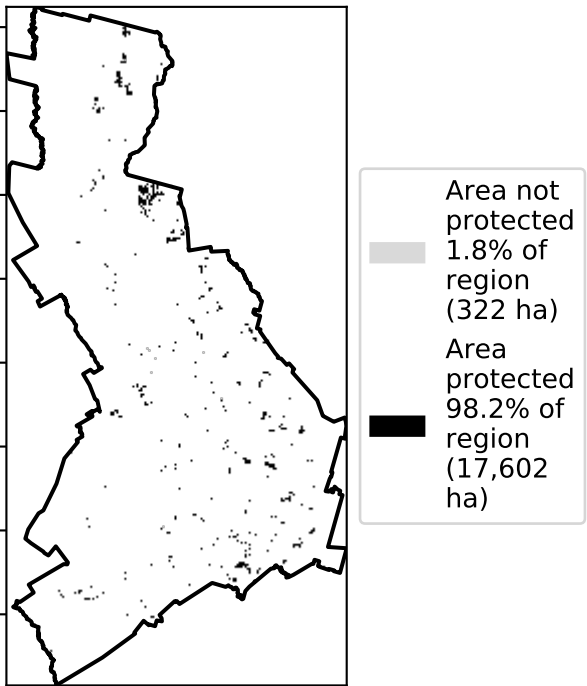 Area not
protected
1.8% of
region
(322 ha)
Area
protected
98.2% of
region
(17,602
ha)